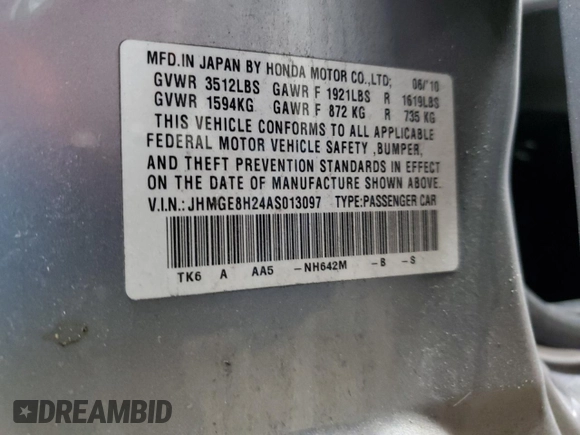 MFD.IN JAPAN BY HONDA MOTOR CO.,LTD; 06/'10
GVWR 3512LBS GAWR F 1921LBS R 1619LBS
GVWR 1594KG GAWR F 872 KG R 735 KG
THIS VEHICLE CONFORMS TO ALL APPLICABLE
FEDERAL MOTOR VEHICLE SAFETY ,BUMPER,
AND THEFT PREVENTION STANDARDS IN EFFECT
ON THE DATE OF MANUFACTURE SHOWN ABOVE.
V.I.N.:JHMGE8H24AS013097 TYPE:PASSENGER CAR
TK6 A AA5 -NH642M -B -S
DREAMBID